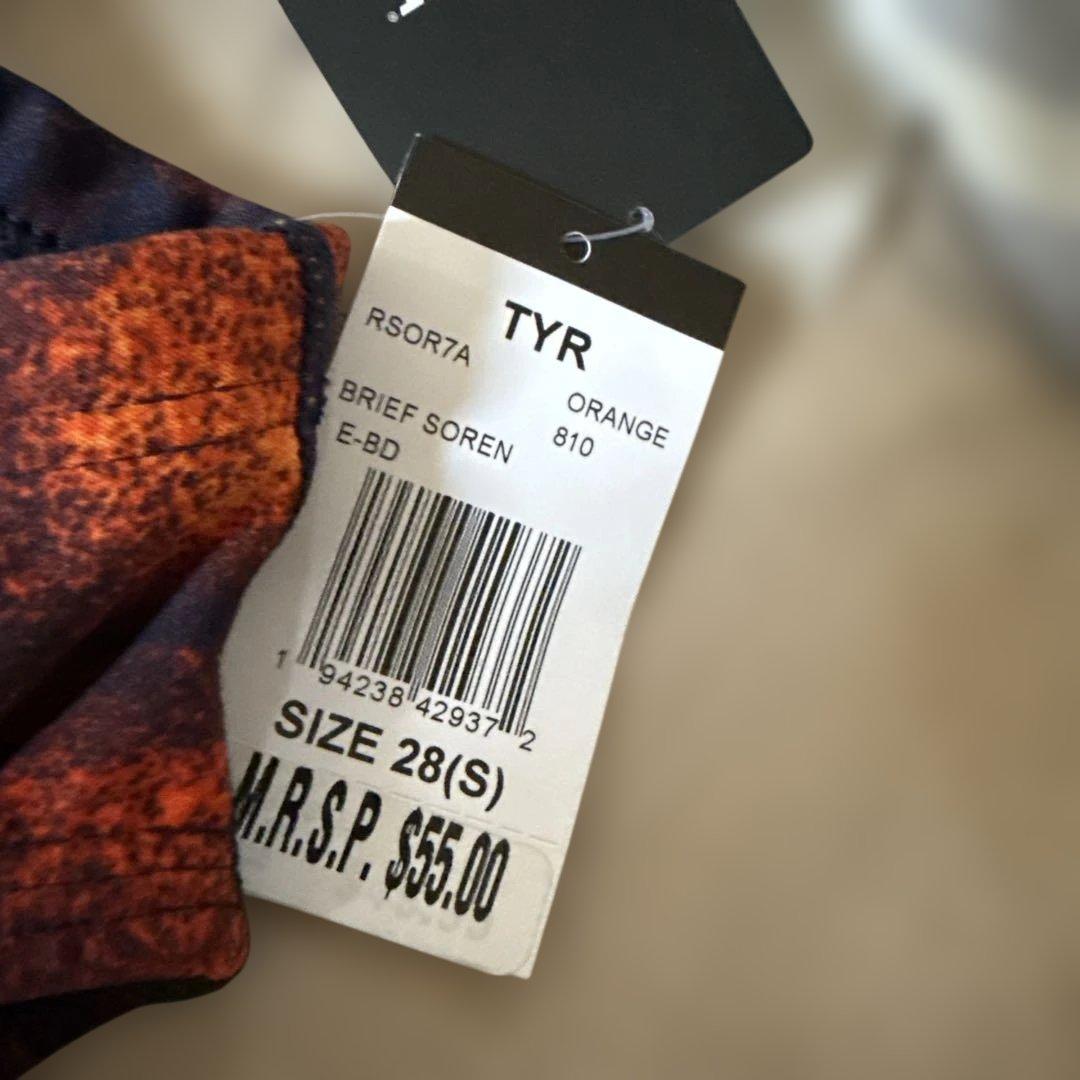 TYR
RSOR7A
ORANGE
BRIEF SOREN 810
E-BD
1 94238 42937 2
SIZE 28(S)
M.R.S.P. $55.00